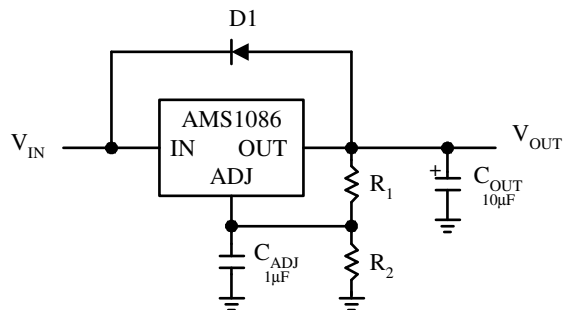 D1
AMS1086
V_IN
IN
OUT
V_OUT
ADJ
R_1
+
C_OUT
10μF
C_ADJ
1μF
R_2